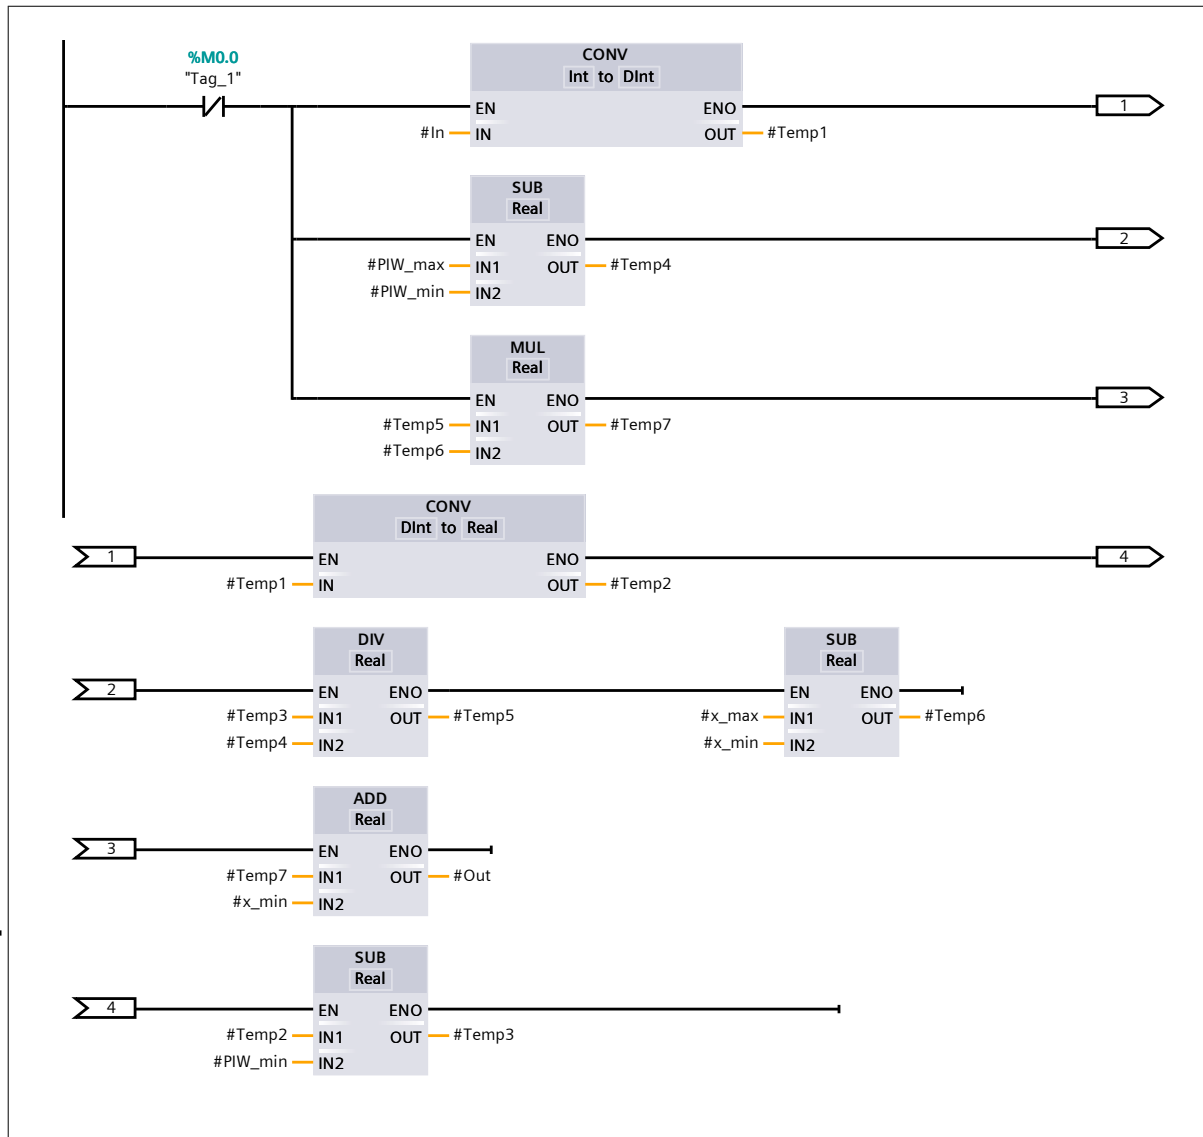 %M0.0
"Tag_1"
CONV
Int to DInt
EN ENO
#In IN OUT #Temp1
1
SUB
Real
EN ENO
#PIW_max IN1 OUT #Temp4
#PIW_min IN2
2
MUL
Real
EN ENO
#Temp5 IN1 OUT #Temp7
#Temp6 IN2
3
CONV
DInt to Real
1 EN ENO 4
#Temp1 IN OUT #Temp2
DIV
Real
2 EN ENO
#Temp3 IN1 OUT #Temp5
#Temp4 IN2
SUB
Real
EN ENO
#x_max IN1 OUT #Temp6
#x_min IN2
ADD
Real
3 EN ENO
#Temp7 IN1 OUT #Out
#x_min IN2
SUB
Real
4 EN ENO
#Temp2 IN1 OUT #Temp3
#PIW_min IN2